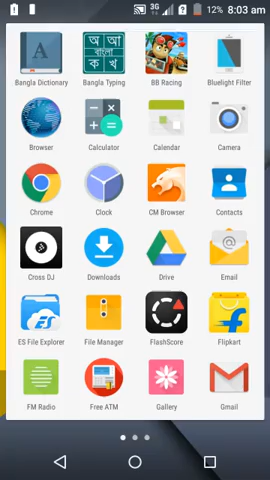 3G
12% 8:03 am
অ আ
বাংলা
ক খ
Bangla Dictionary Bangla Typing BB Racing Bluelight Filter
Browser Calculator Calendar Camera
Chrome Clock CM Browser Contacts
Cross DJ Downloads Drive Email
ES File Explorer File Manager FlashScore Flipkart
FM Radio Free ATM Gallery Gmail